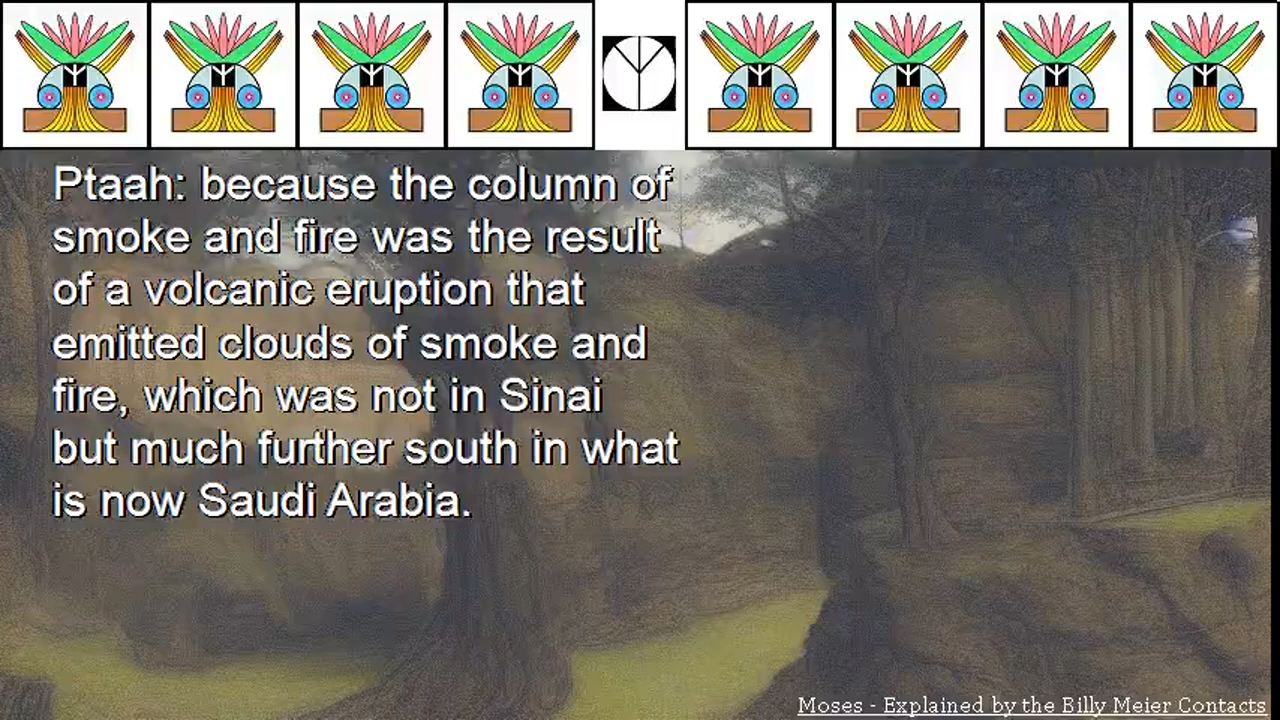 Ptaah: because the column of
smoke and fire was the result
of a volcanic eruption that
emitted clouds of smoke and
fire, which was not in Sinai
but much further south in what
is now Saudi Arabia.
Moses - Explained by the Billy Meier Contacts